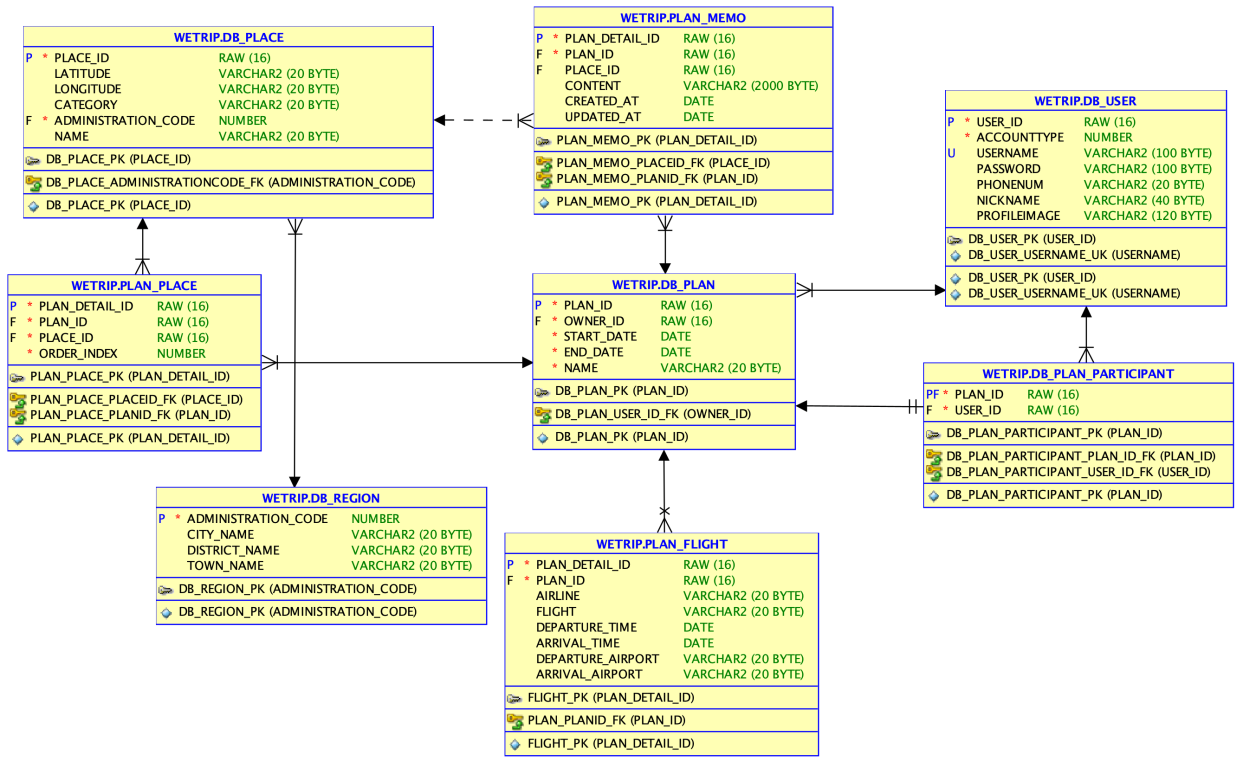 WETRIP.DB_PLACE
P * PLACE_ID RAW (16)
LATITUDE VARCHAR2 (20 BYTE)
LONGITUDE VARCHAR2 (20 BYTE)
CATEGORY VARCHAR2 (20 BYTE)
F * ADMINISTRATION_CODE NUMBER
NAME VARCHAR2 (20 BYTE)
DB_PLACE_PK (PLACE_ID)
DB_PLACE_ADMINISTRATIONCODE_FK (ADMINISTRATION_CODE)
DB_PLACE_PK (PLACE_ID)
WETRIP.PLAN_MEMO
P * PLAN_DETAIL_ID RAW (16)
F * PLAN_ID RAW (16)
F PLACE_ID RAW (16)
CONTENT VARCHAR2 (2000 BYTE)
CREATED_AT DATE
UPDATED_AT DATE
PLAN_MEMO_PK (PLAN_DETAIL_ID)
PLAN_MEMO_PLACEID_FK (PLACE_ID)
PLAN_MEMO_PLANID_FK (PLAN_ID)
PLAN_MEMO_PK (PLAN_DETAIL_ID)
WETRIP.DB_USER
P * USER_ID RAW (16)
* ACCOUNTTYPE NUMBER
U USERNAME VARCHAR2 (100 BYTE)
PASSWORD VARCHAR2 (100 BYTE)
PHONENUM VARCHAR2 (20 BYTE)
NICKNAME VARCHAR2 (40 BYTE)
PROFILEIMAGE VARCHAR2 (120 BYTE)
DB_USER_PK (USER_ID)
DB_USER_USERNAME_UK (USERNAME)
DB_USER_PK (USER_ID)
DB_USER_USERNAME_UK (USERNAME)
WETRIP.PLAN_PLACE
P * PLAN_DETAIL_ID RAW (16)
F * PLAN_ID RAW (16)
F * PLACE_ID RAW (16)
* ORDER_INDEX NUMBER
PLAN_PLACE_PK (PLAN_DETAIL_ID)
PLAN_PLACE_PLACEID_FK (PLACE_ID)
PLAN_PLACE_PLANID_FK (PLAN_ID)
PLAN_PLACE_PK (PLAN_DETAIL_ID)
WETRIP.DB_PLAN
P * PLAN_ID RAW (16)
F * OWNER_ID RAW (16)
* START_DATE DATE
* END_DATE DATE
* NAME VARCHAR2 (20 BYTE)
DB_PLAN_PK (PLAN_ID)
DB_PLAN_USER_ID_FK (OWNER_ID)
DB_PLAN_PK (PLAN_ID)
WETRIP.DB_PLAN_PARTICIPANT
PF * PLAN_ID RAW (16)
F * USER_ID RAW (16)
DB_PLAN_PARTICIPANT_PK (PLAN_ID)
DB_PLAN_PARTICIPANT_PLAN_ID_FK (PLAN_ID)
DB_PLAN_PARTICIPANT_USER_ID_FK (USER_ID)
DB_PLAN_PARTICIPANT_PK (PLAN_ID)
WETRIP.DB_REGION
P * ADMINISTRATION_CODE NUMBER
CITY_NAME VARCHAR2 (20 BYTE)
DISTRICT_NAME VARCHAR2 (20 BYTE)
TOWN_NAME VARCHAR2 (20 BYTE)
DB_REGION_PK (ADMINISTRATION_CODE)
DB_REGION_PK (ADMINISTRATION_CODE)
WETRIP.PLAN_FLIGHT
P * PLAN_DETAIL_ID RAW (16)
F * PLAN_ID RAW (16)
AIRLINE VARCHAR2 (20 BYTE)
FLIGHT VARCHAR2 (20 BYTE)
DEPARTURE_TIME DATE
ARRIVAL_TIME DATE
DEPARTURE_AIRPORT VARCHAR2 (20 BYTE)
ARRIVAL_AIRPORT VARCHAR2 (20 BYTE)
FLIGHT_PK (PLAN_DETAIL_ID)
PLAN_PLANID_FK (PLAN_ID)
FLIGHT_PK (PLAN_DETAIL_ID)